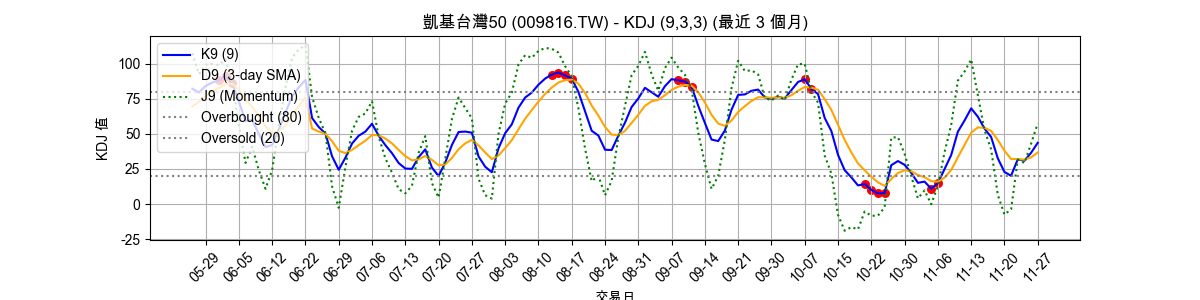 凱基台灣50 (009816.TW) - KDJ (9,3,3) (最近 3 個月)
K9 (9)
D9 (3-day SMA)
J9 (Momentum)
Overbought (80)
Oversold (20)
KDJ 值
100
75
50
25
0
-25
05-29 06-05 06-12 06-22 06-29 07-06 07-13 07-20 07-27 08-03 08-10 08-17 08-24 08-31 09-07 09-14 09-21 09-30 10-07 10-15 10-22 10-30 11-06 11-13 11-20 11-27
交易日